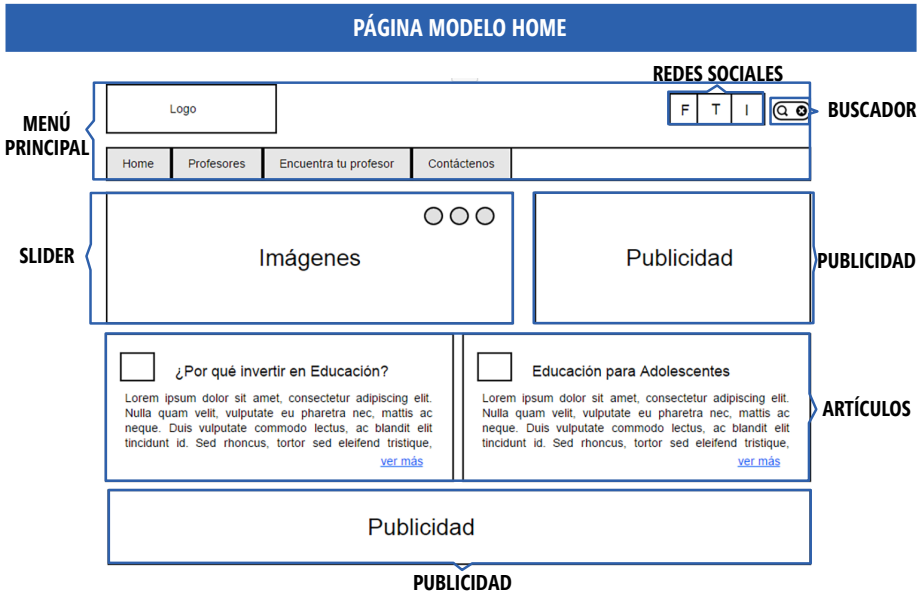 PÁGINA MODELO HOME
REDES SOCIALES
Logo
F T I
BUSCADOR
MENÚ
PRINCIPAL
Home Profesores Encuentra tu profesor Contáctenos
SLIDER
Imágenes
Publicidad
PUBLICIDAD
¿Por qué invertir en Educación?
Lorem ipsum dolor sit amet, consectetur adipiscing elit.
Nulla quam velit, vulputate eu pharetra nec, mattis ac
neque. Duis vulputate commodo lectus, ac blandit elit
tincidunt id. Sed rhoncus, tortor sed eleifend tristique,
ver más
Educación para Adolescentes
Lorem ipsum dolor sit amet, consectetur adipiscing elit.
Nulla quam velit, vulputate eu pharetra nec, mattis ac
neque. Duis vulputate commodo lectus, ac blandit elit
tincidunt id. Sed rhoncus, tortor sed eleifend tristique,
ver más
ARTÍCULOS
Publicidad
PUBLICIDAD